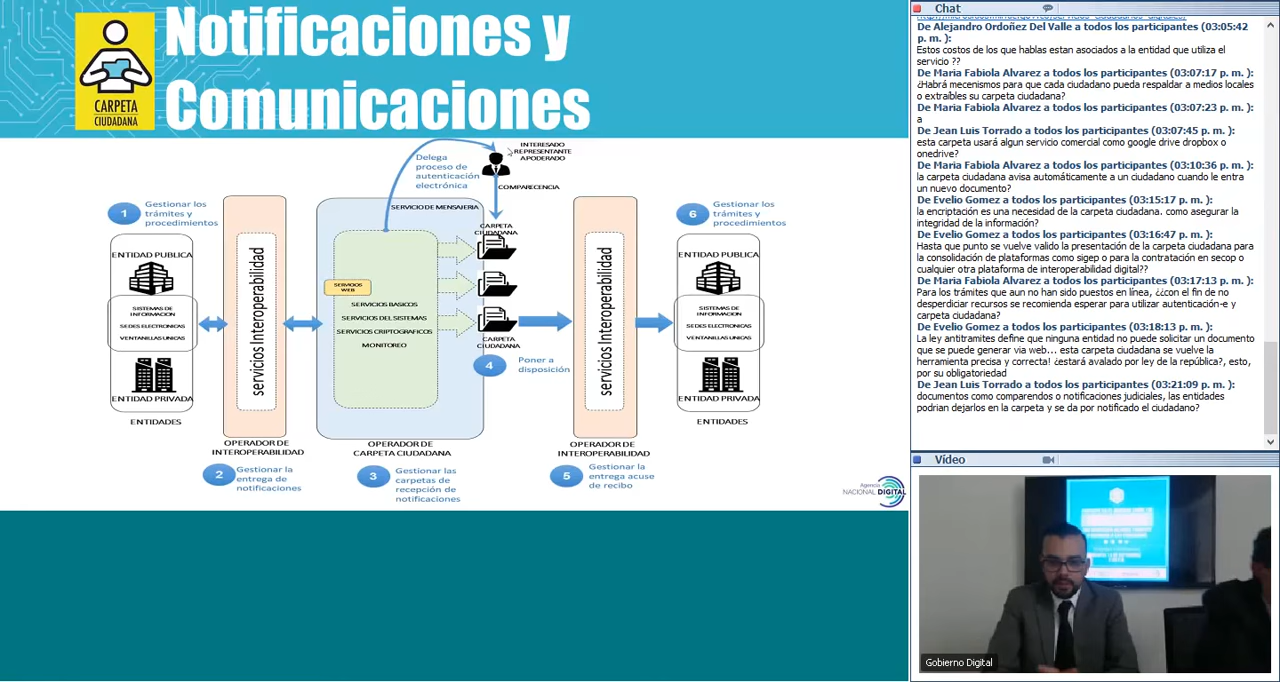 Notificaciones y
Comunicaciones
CARPETA
CIUDADANA
INTERESADO
REPRESENTANTE
APODERADO
Delega
proceso de
autenticación
electrónica
COMPARECENCIA
1
Gestionar los
trámites y
procedimientos
SERVICIO DE MENSAJERIA
6
Gestionar los
trámites y
procedimientos
CARPETA
CIUDADANA
ENTIDAD PUBLICA
SISTEMAS DE
INFORMACION
SEDES ELECTRONICAS
VENTANILLAS UNICAS
ENTIDAD PRIVADA
ENTIDADES
servicios Interoperabilidad
OPERADOR DE
INTEROPERABILIDAD
2
Gestionar la
entrega de
notificaciones
SERVICIOS
WEB
SERVICIOS BASICOS
SERVICIOS DEL SISTEMAS
SERVICIOS CRIPTOGRAFICOS
MONITOREO
OPERADOR DE
CARPETA CIUDADANA
3
Gestionar las
carpetas de
recepción de
notificaciones
CARPETA
CIUDADANA
4
Poner a
disposición
servicios Interoperabilidad
OPERADOR DE
INTEROPERABILIDAD
5
Gestionar la
entrega acuse
de recibo
ENTIDAD PUBLICA
SISTEMAS DE
INFORMACION
SEDES ELECTRONICAS
VENTANILLAS UNICAS
ENTIDAD PRIVADA
ENTIDADES
Agencia
NACIONAL DIGITAL
Chat
De Alejandro Ordoñez Del Valle a todos los participantes (03:05:42
p. m. ):
Estos costos de los que hablas estan asociados a la entidad que utiliza el
servicio ??
De Maria Fabiola Alvarez a todos los participantes (03:07:17 p. m. ):
¿Habrá mecenismos para que cada ciudadano pueda respaldar a medios locales
o extraibles su carpeta ciudadana?
De Maria Fabiola Alvarez a todos los participantes (03:07:23 p. m. ):
a
De Jean Luis Torrado a todos los participantes (03:07:45 p. m. ):
esta carpeta usará algun servicio comercial como google drive dropbox o
onedrive?
De Maria Fabiola Alvarez a todos los participantes (03:10:36 p. m. ):
la carpeta ciudadana avisa automáticamente a un ciudadano cuando le entra
un nuevo documento?
De Evelio Gomez a todos los participantes (03:15:17 p. m. ):
la encriptación es una necesidad de la carpeta ciudadana. como asegurar la
integridad de la información?
De Evelio Gomez a todos los participantes (03:16:47 p. m. ):
Hasta que punto se vuelve valido la presentación de la carpeta ciudadana para
la consolidación de plataformas como sigep o para la contratación en secop o
cualquier otra plataforma de interoperabilidad digital??
De Maria Fabiola Alvarez a todos los participantes (03:17:13 p. m. ):
Para los trámites que aun no han sido puestos en línea, ¿¿con el fin de no
desperdiciar recursos se recomienda esperar para utilizar autenticación-e y
carpeta ciudadana?
De Evelio Gomez a todos los participantes (03:18:13 p. m. ):
La ley antitramites define que ninguna entidad no puede solicitar un documento
que se puede generar via web... esta carpeta ciudadana se vuelve la
herramienta precisa y correcta! ¿estará avalado por ley de la república?, esto,
por su obligatoriedad
De Jean Luis Torrado a todos los participantes (03:21:09 p. m. ):
documentos como comparendos o notificaciones judiciales, las entidades
podrian dejarlos en la carpeta y se da por notificado el ciudadano?
Vídeo
Gobierno Digital